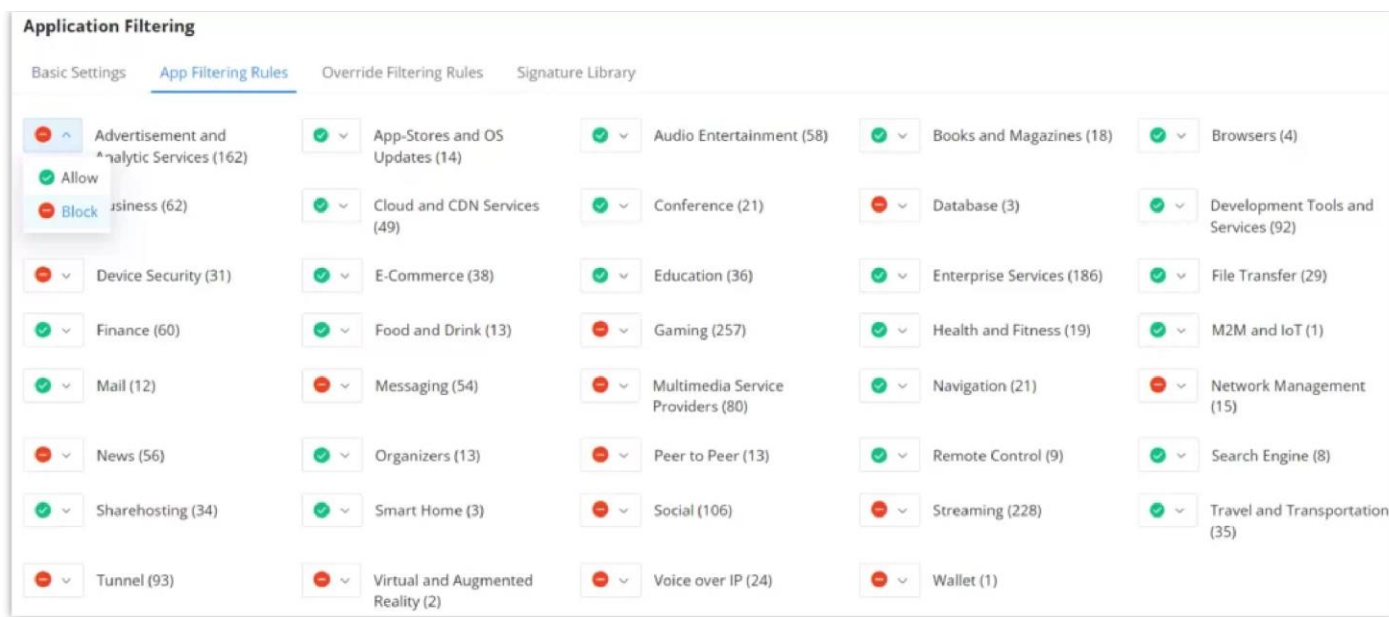 Application Filtering
Basic Settings App Filtering Rules Override Filtering Rules Signature Library
Advertisement and App-Stores and OS Audio Entertainment (58) Books and Magazines (18) Browsers (4)
Analytic Services (162) Updates (14)
Allow
Block usiness (62) Cloud and CDN Services Conference (21) Database (3) Development Tools and
(49) Services (92)
Device Security (31) E-Commerce (38) Education (36) Enterprise Services (186) File Transfer (29)
Finance (60) Food and Drink (13) Gaming (257) Health and Fitness (19) M2M and IoT (1)
Mail (12) Messaging (54) Multimedia Service Navigation (21) Network Management
Providers (80) (15)
News (56) Organizers (13) Peer to Peer (13) Remote Control (9) Search Engine (8)
Sharehosting (34) Smart Home (3) Social (106) Streaming (228) Travel and Transportation
(35)
Tunnel (93) Virtual and Augmented Voice over IP (24) Wallet (1)
Reality (2)